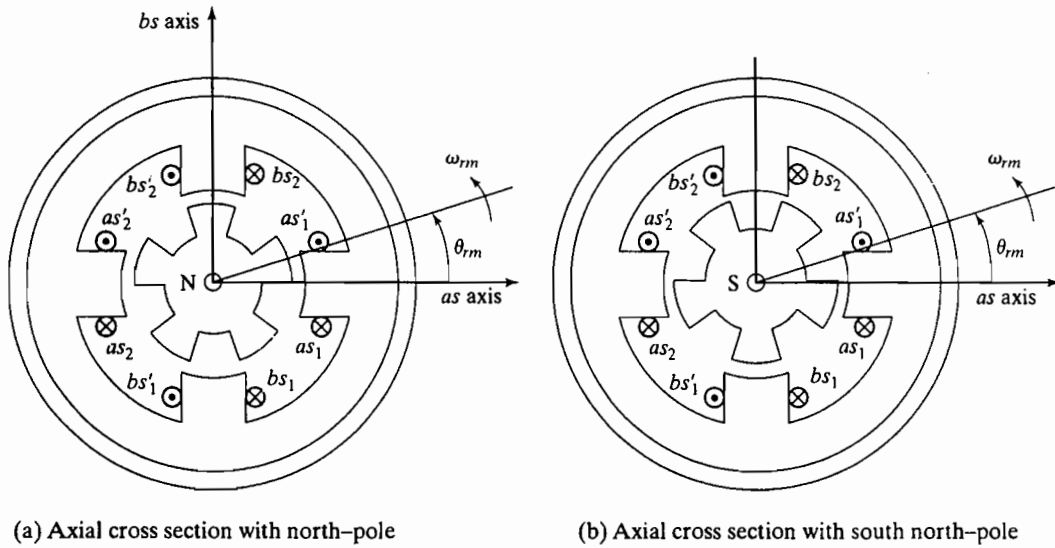 bs axis
bs'2
bs2
as'2
as'1
ωrm
θrm
N
as axis
as2
as1
bs'1
bs1
bs'2
bs2
as'2
as'1
ωrm
θrm
S
as axis
as2
as1
bs'1
bs1
(a) Axial cross section with north–pole
(b) Axial cross section with south north–pole